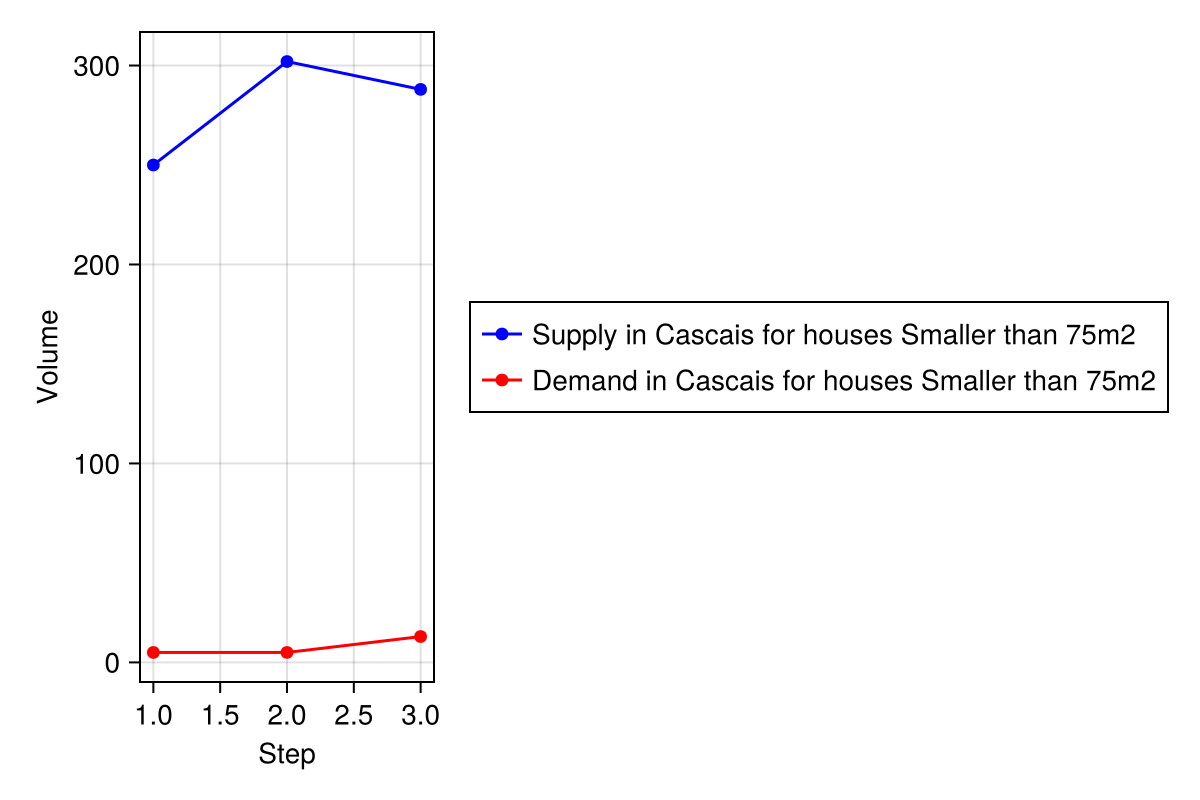 300
200
100
0
Volume
1.0 1.5 2.0 2.5 3.0
Step
Supply in Cascais for houses Smaller than 75m2
Demand in Cascais for houses Smaller than 75m2